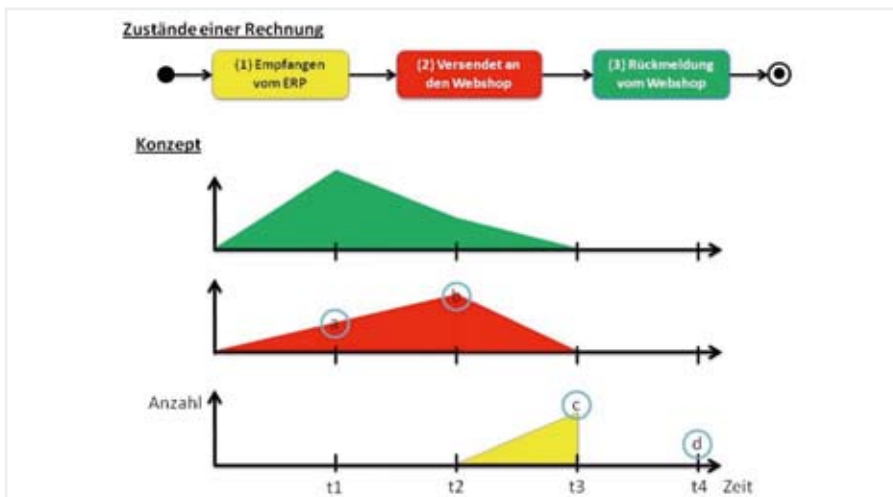 Zustände einer Rechnung
(1) Empfangen
vom ERP
(2) Versendet an
den Webshop
(3) Rückmeldung
vom Webshop
Konzept
a
b
Anzahl
c
d
t1
t2
t3
t4
Zeit